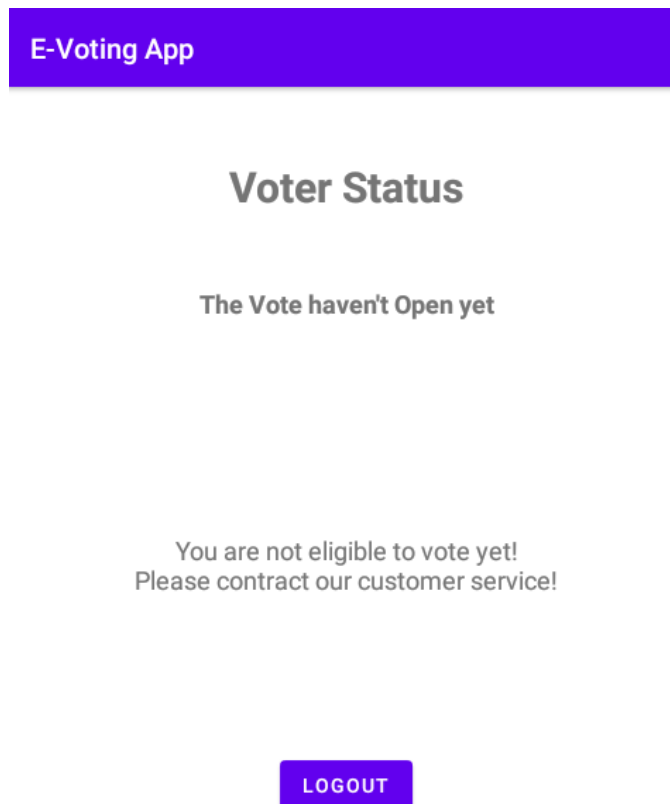 E-Voting App
Voter Status
The Vote haven't Open yet
You are not eligible to vote yet!
Please contract our customer service!
LOGOUT